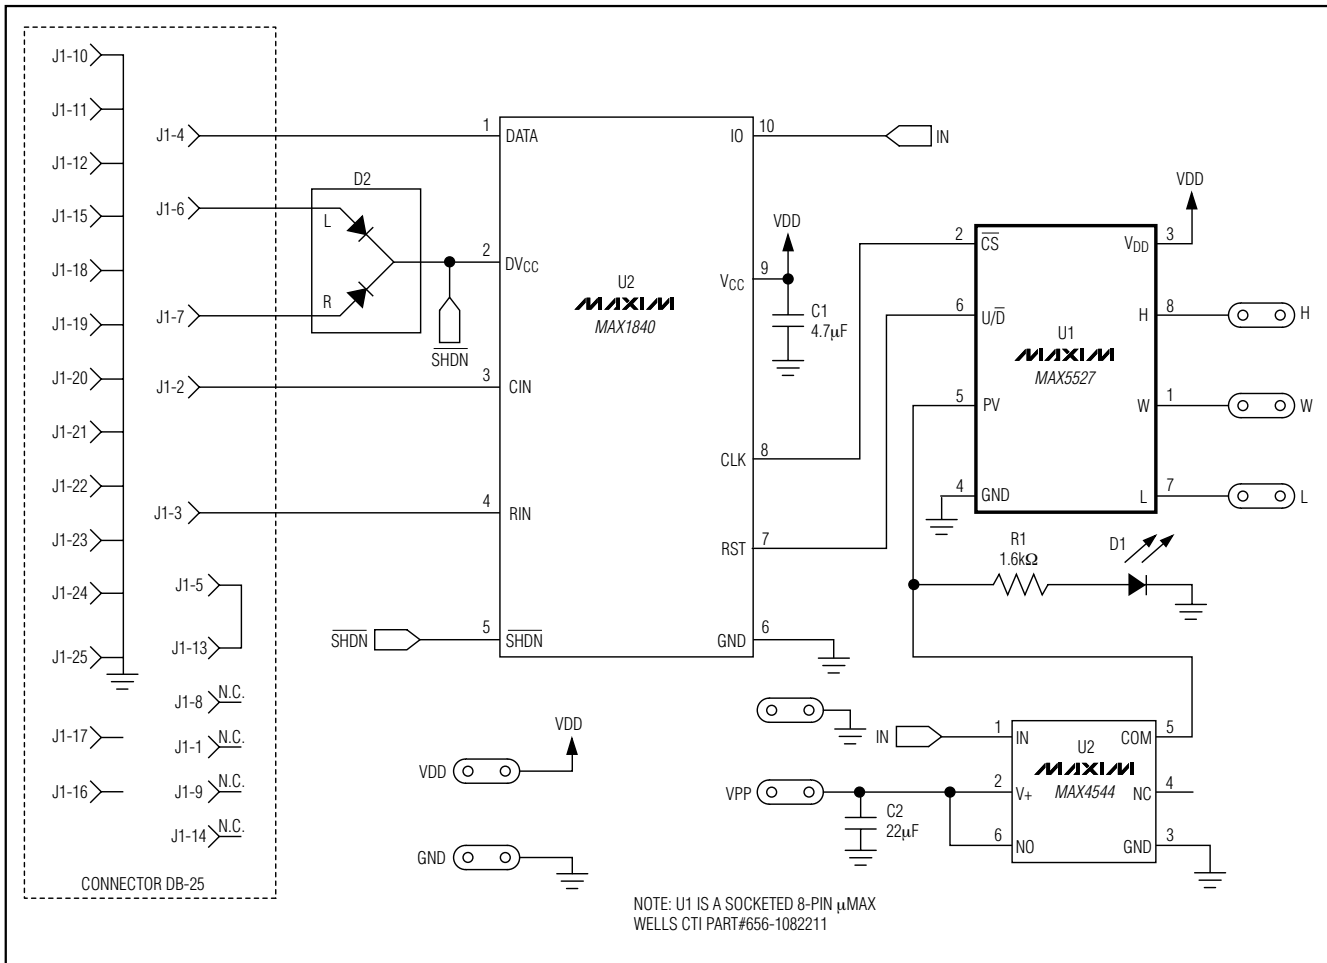 J1-10
J1-11
J1-12
J1-15
J1-18
J1-19
J1-20
J1-21
J1-22
J1-23
J1-24
J1-25
J1-17
J1-16
J1-4
J1-6
J1-7
J1-2
J1-3
J1-5
J1-13
J1-8 N.C.
J1-1 N.C.
J1-9 N.C.
J1-14 N.C.
CONNECTOR DB-25
D2
L
R
SHDN
SHDN
1 DATA
2 DVCC
3 CIN
4 RIN
5 SHDN
U2
MAXIM
MAX1840
IO 10
VCC 9
CLK 8
RST 7
GND 6
IN
VDD
C1
4.7µF
2 CS
6 U/D
5 PV
4 GND
U1
MAXIM
MAX5527
VDD 3
H 8
W 1
L 7
VDD
H
W
L
R1
1.6kΩ
D1
VDD
VDD
GND
IN
VPP
C2
22µF
1 IN
2 V+
6 NO
U2
MAXIM
MAX4544
COM 5
NC 4
GND 3
NOTE: U1 IS A SOCKETED 8-PIN µMAX
WELLS CTI PART#656-1082211